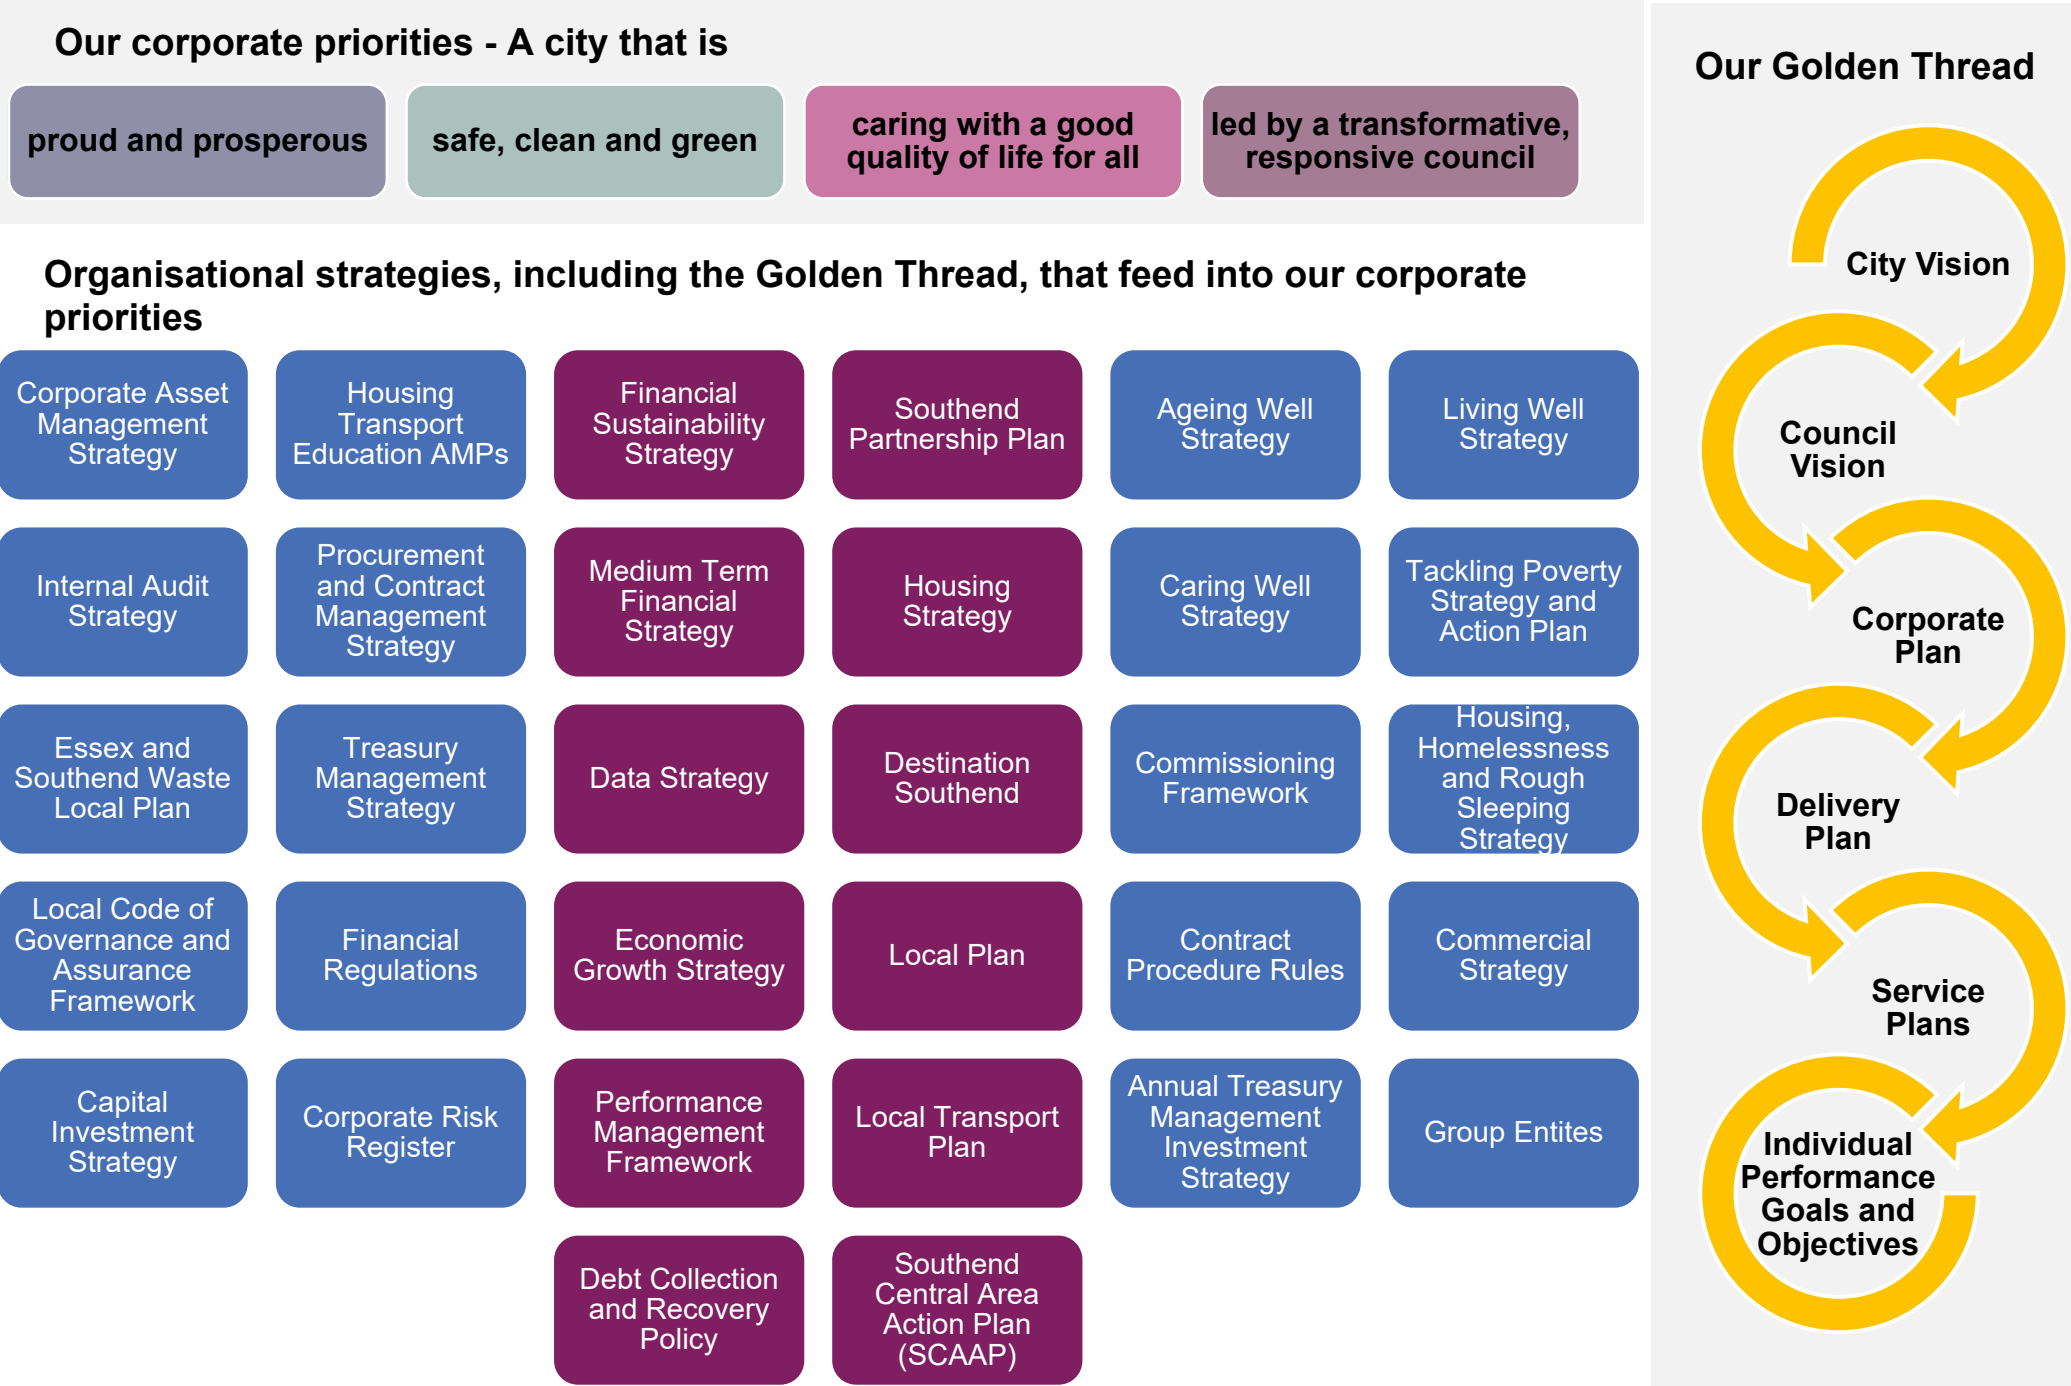 Our corporate priorities - A city that is
proud and prosperous
safe, clean and green
caring with a good
quality of life for all
led by a transformative,
responsive council
Organisational strategies, including the Golden Thread, that feed into our corporate
priorities
Corporate Asset
Management
Strategy
Housing
Transport
Education AMPs
Financial
Sustainability
Strategy
Southend
Partnership Plan
Ageing Well
Strategy
Living Well
Strategy
Internal Audit
Strategy
Procurement
and Contract
Management
Strategy
Medium Term
Financial
Strategy
Housing
Strategy
Caring Well
Strategy
Tackling Poverty
Strategy and
Action Plan
Essex and
Southend Waste
Local Plan
Treasury
Management
Strategy
Data Strategy
Destination
Southend
Commissioning
Framework
Housing,
Homelessness
and Rough
Sleeping
Strategy
Local Code of
Governance and
Assurance
Framework
Financial
Regulations
Economic
Growth Strategy
Local Plan
Contract
Procedure Rules
Commercial
Strategy
Capital
Investment
Strategy
Corporate Risk
Register
Performance
Management
Framework
Local Transport
Plan
Annual Treasury
Management
Investment
Strategy
Group Entites
Debt Collection
and Recovery
Policy
Southend
Central Area
Action Plan
(SCAAP)
Our Golden Thread
City Vision
Council
Vision
Corporate
Plan
Delivery
Plan
Service
Plans
Individual
Performance
Goals and
Objectives